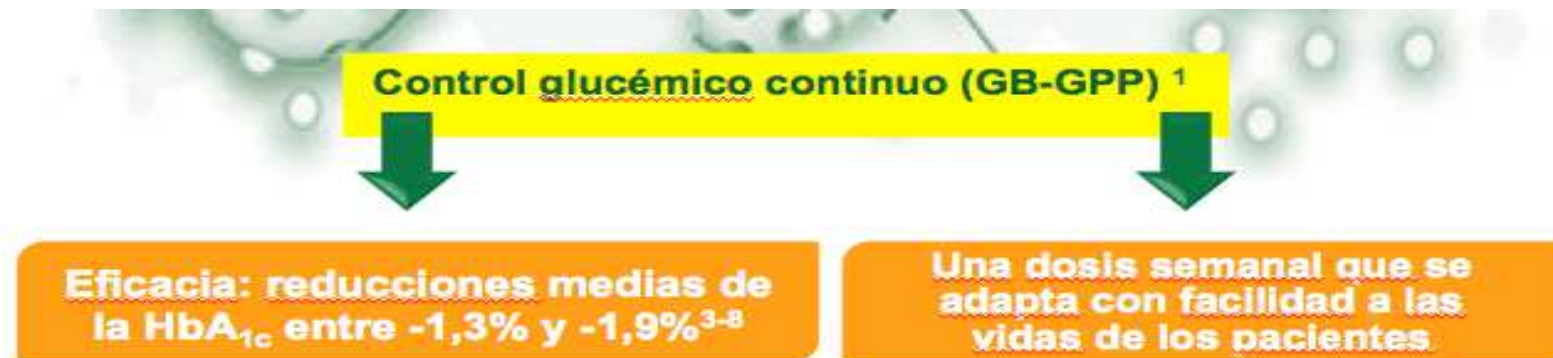 Control glucémico continuo (GB-GPP) ¹
Eficacia: reducciones medias de
la HbA₁c entre -1,3% y -1,9%³⁻⁸
Una dosis semanal que se
adapta con facilidad a las
vidas de los pacientes